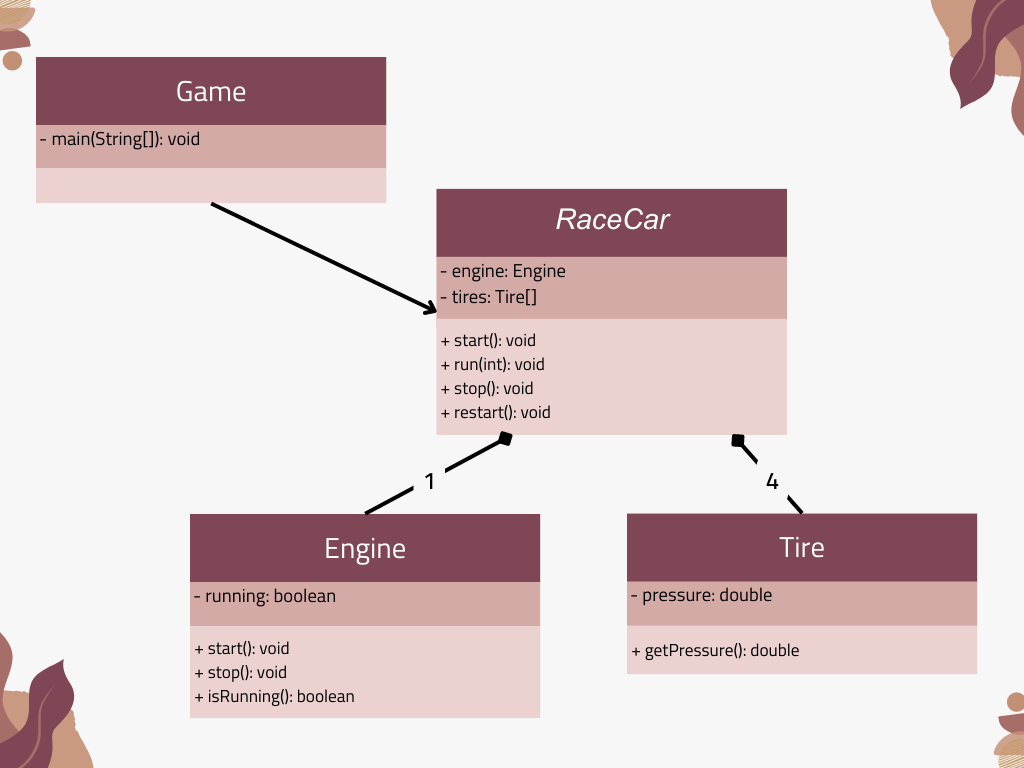 Game
- main(String[]): void
RaceCar
- engine: Engine
- tires: Tire[]
+ start(): void
+ run(int): void
+ stop(): void
+ restart(): void
1
4
Engine
- running: boolean
+ start(): void
+ stop(): void
+ isRunning(): boolean
Tire
- pressure: double
+ getPressure(): double